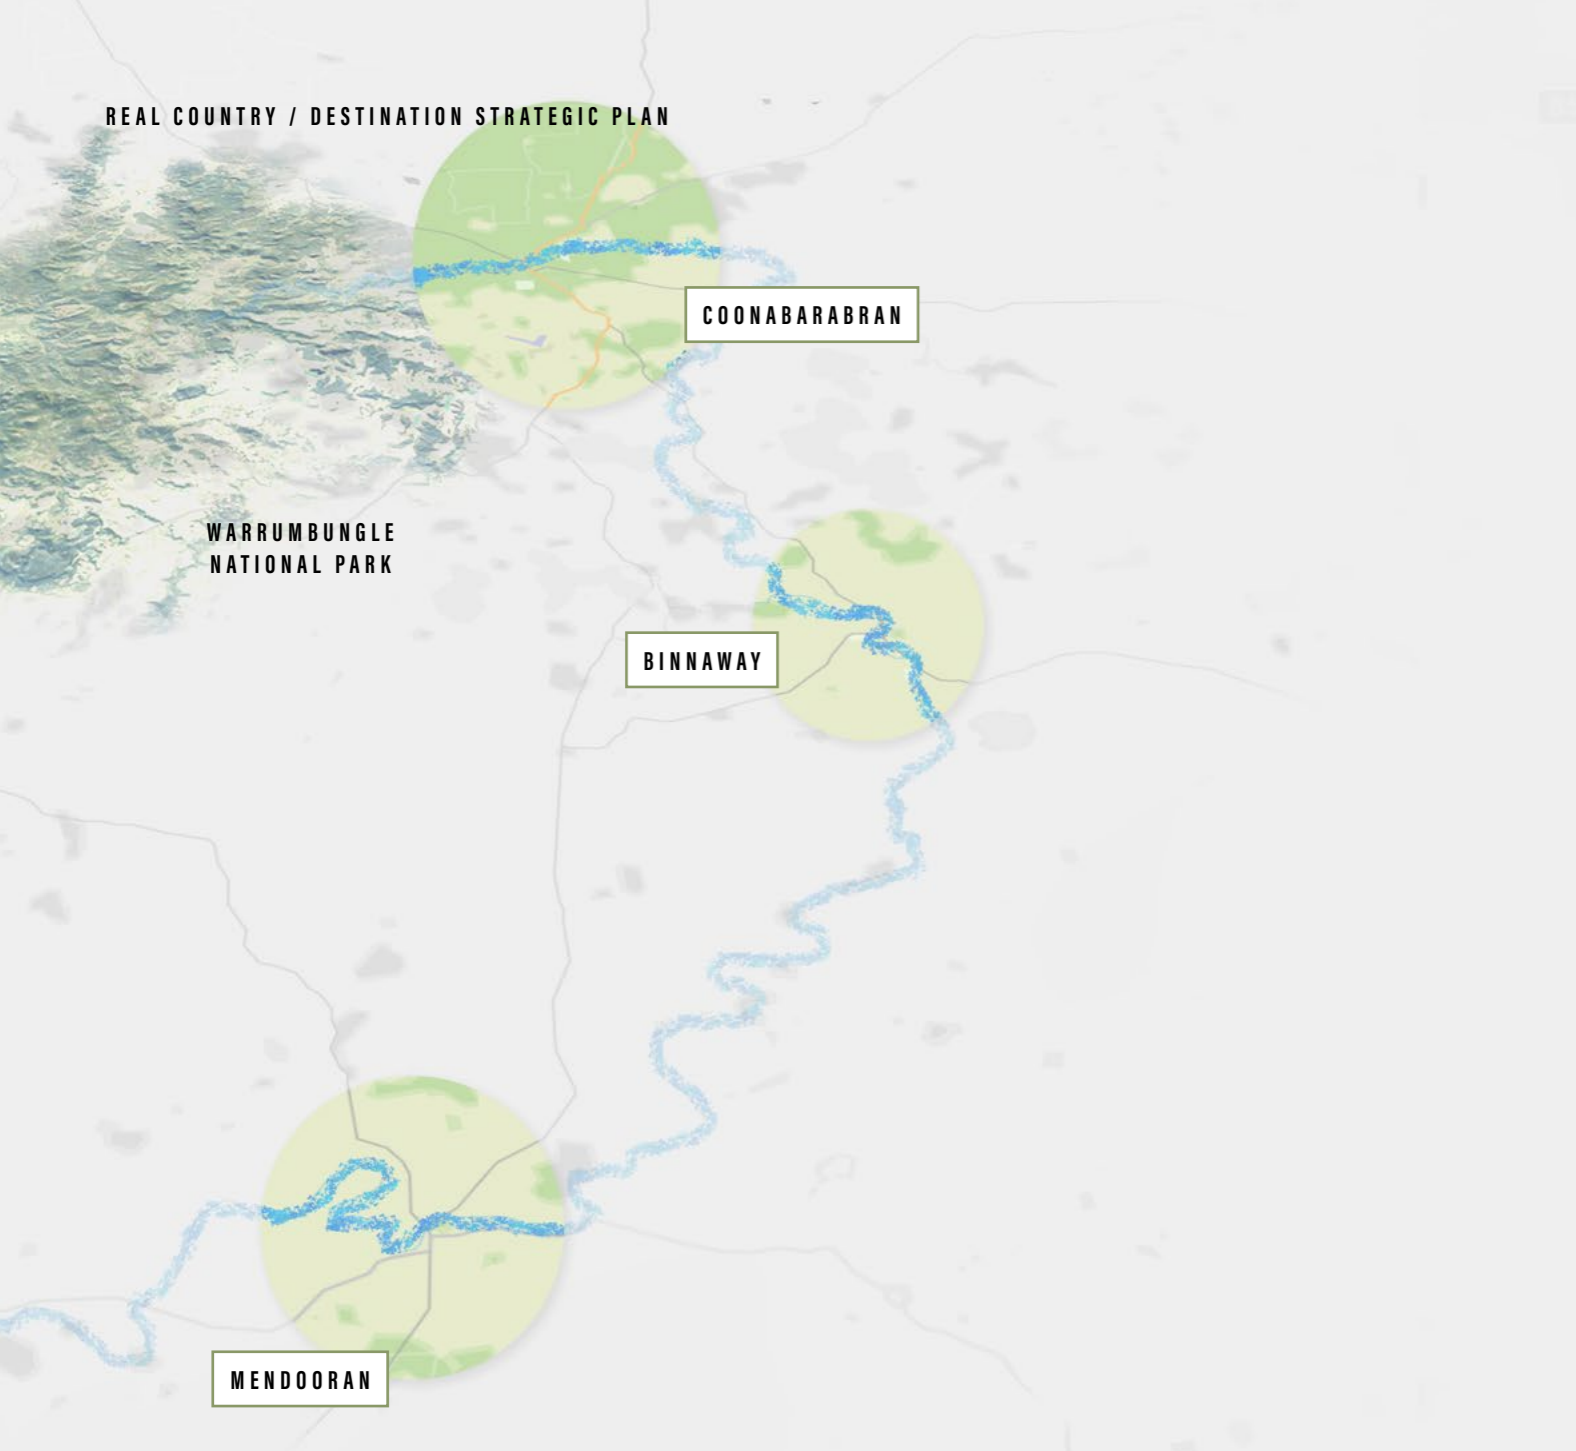 REAL COUNTRY / DESTINATION STRATEGIC PLAN
COONABARABRAN
WARRUMBUNGLE
NATIONAL PARK
BINNAWAY
MENDOORAN